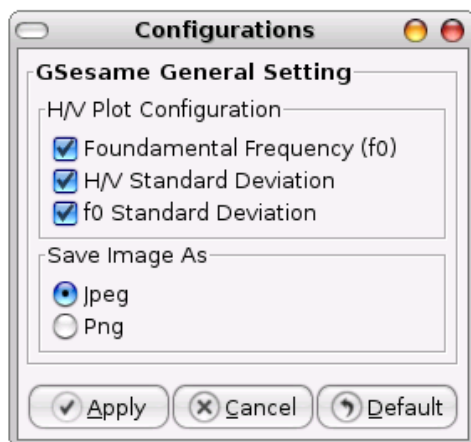 Configurations
GSesame General Setting
H/V Plot Configuration
Foundamental Frequency (f0)
H/V Standard Deviation
f0 Standard Deviation
Save Image As
Jpeg
Png
Apply Cancel Default